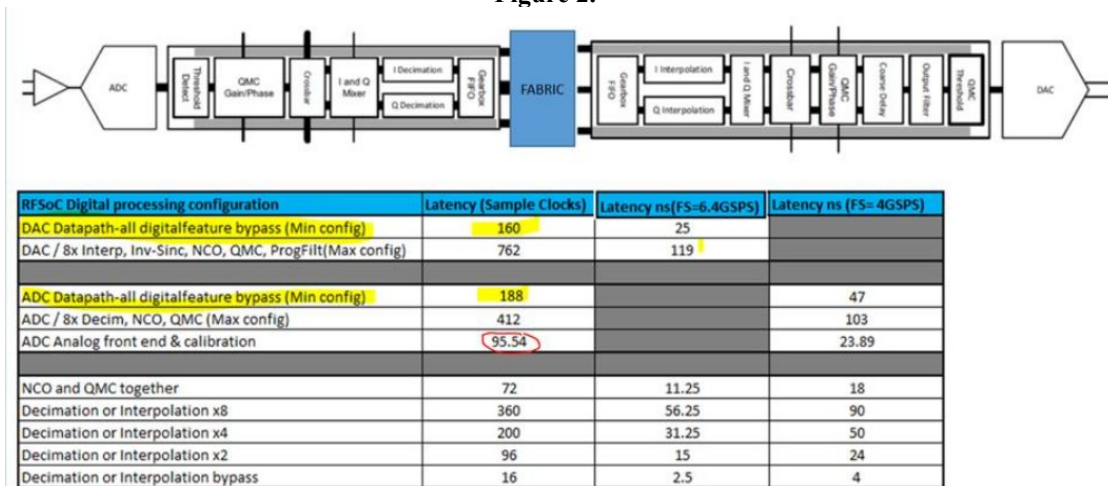 Figure 2.
ADC
Threshold Detect
QMC Gain/Phase
Crossbar
I and Q Mixer
I Decimation
Q Decimation
Gearbox FIFO
FABRIC
Gearbox FIFO
I Interpolation
Q Interpolation
I and Q Mixer
Crossbar
QMC Gain/Phase
Coarse Delay
Output Filter
QMC Threshold
DAC
RFSoC Digital processing configuration Latency (Sample Clocks) Latency ns(FS=6.4GSPS) Latency ns (FS= 4GSPS)
DAC Datapath-all digitalfeature bypass (Min config) 160 25
DAC / 8x Interp, Inv-Sinc, NCO, QMC, ProgFilt(Max config) 762 119
ADC Datapath-all digitalfeature bypass (Min config) 188 47
ADC / 8x Decim, NCO, QMC (Max config) 412 103
ADC Analog front end & calibration 95.54 23.89
NCO and QMC together 72 11.25 18
Decimation or Interpolation x8 360 56.25 90
Decimation or Interpolation x4 200 31.25 50
Decimation or Interpolation x2 96 15 24
Decimation or Interpolation bypass 16 2.5 4